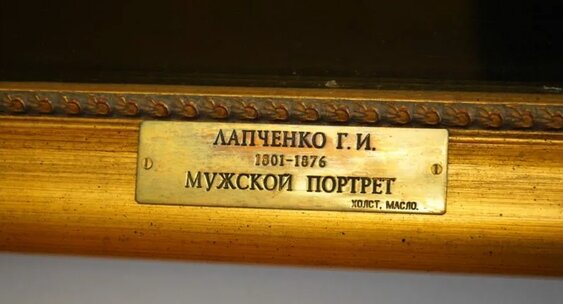 ЛАПЧЕНКО Г. И.
1801-1876
МУЖСКОЙ ПОРТРЕТ
ХОЛСТ, МАСЛО.